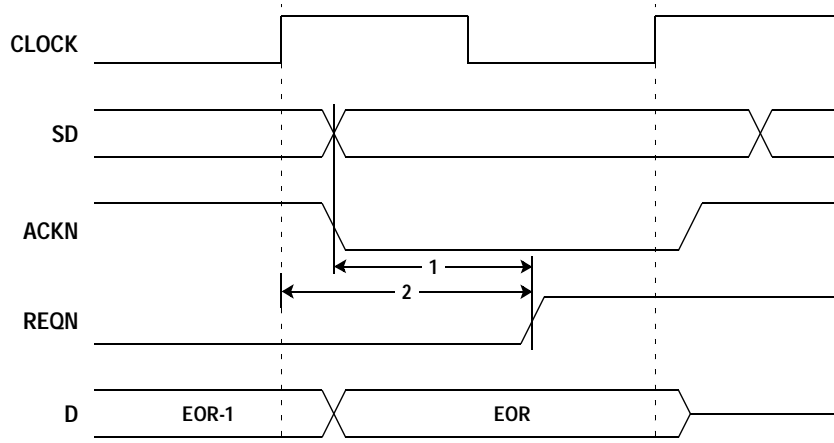 CLOCK
SD
ACKN
1
2
REQN
D EOR-1 EOR